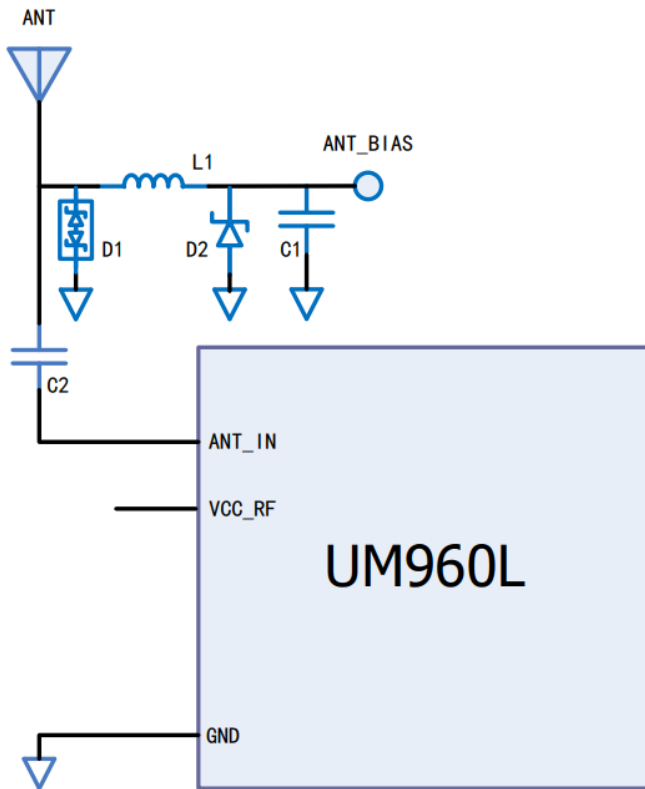 ANT
ANT_BIAS
L1
D1
D2
C1
C2
ANT_IN
VCC_RF
UM960L
GND